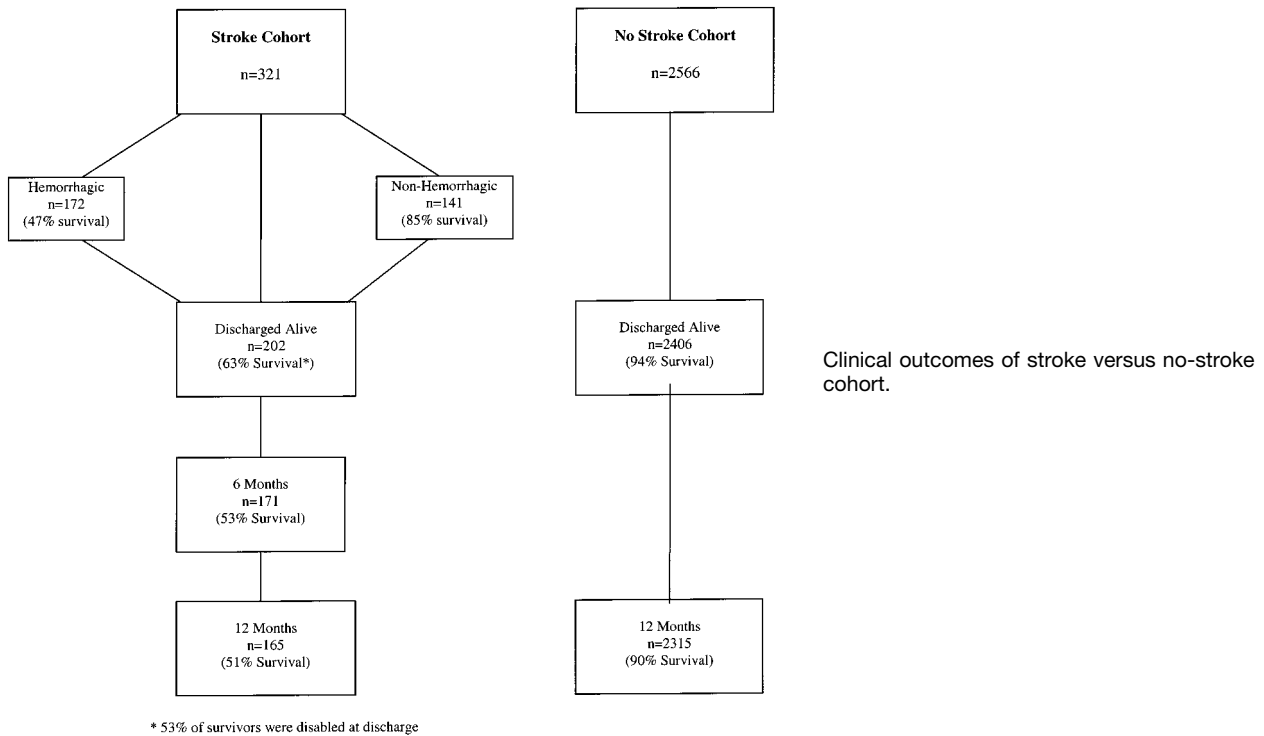 Stroke Cohort
n=321
Hemorrhagic
n=172
(47% survival)
Non-Hemorrhagic
n=141
(85% survival)
Discharged Alive
n=202
(63% Survival*)
6 Months
n=171
(53% Survival)
12 Months
n=165
(51% Survival)
* 53% of survivors were disabled at discharge
No Stroke Cohort
n=2566
Discharged Alive
n=2406
(94% Survival)
12 Months
n=2315
(90% Survival)
Clinical outcomes of stroke versus no-stroke
cohort.